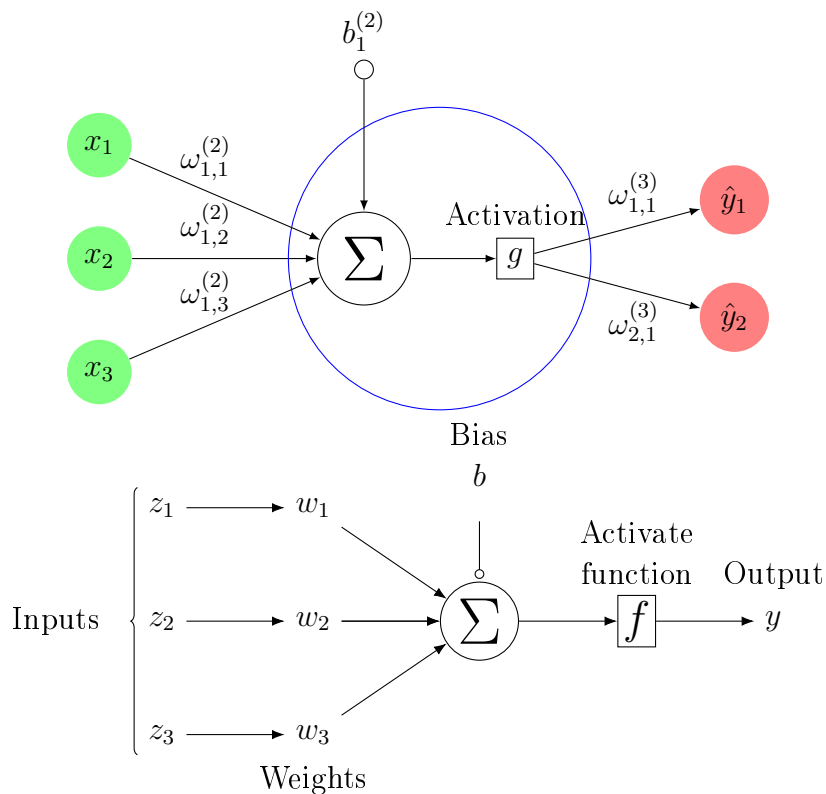 b_1^{(2)}
x_1
ω_{1,1}^{(2)}
x_2
ω_{1,2}^{(2)}
x_3
ω_{1,3}^{(2)}
∑
Activation
g
ω_{1,1}^{(3)}
ŷ_1
ω_{2,1}^{(3)}
ŷ_2
Bias
b
Inputs
z_1
w_1
z_2
w_2
z_3
w_3
Weights
∑
Activate
function
f
Output
y